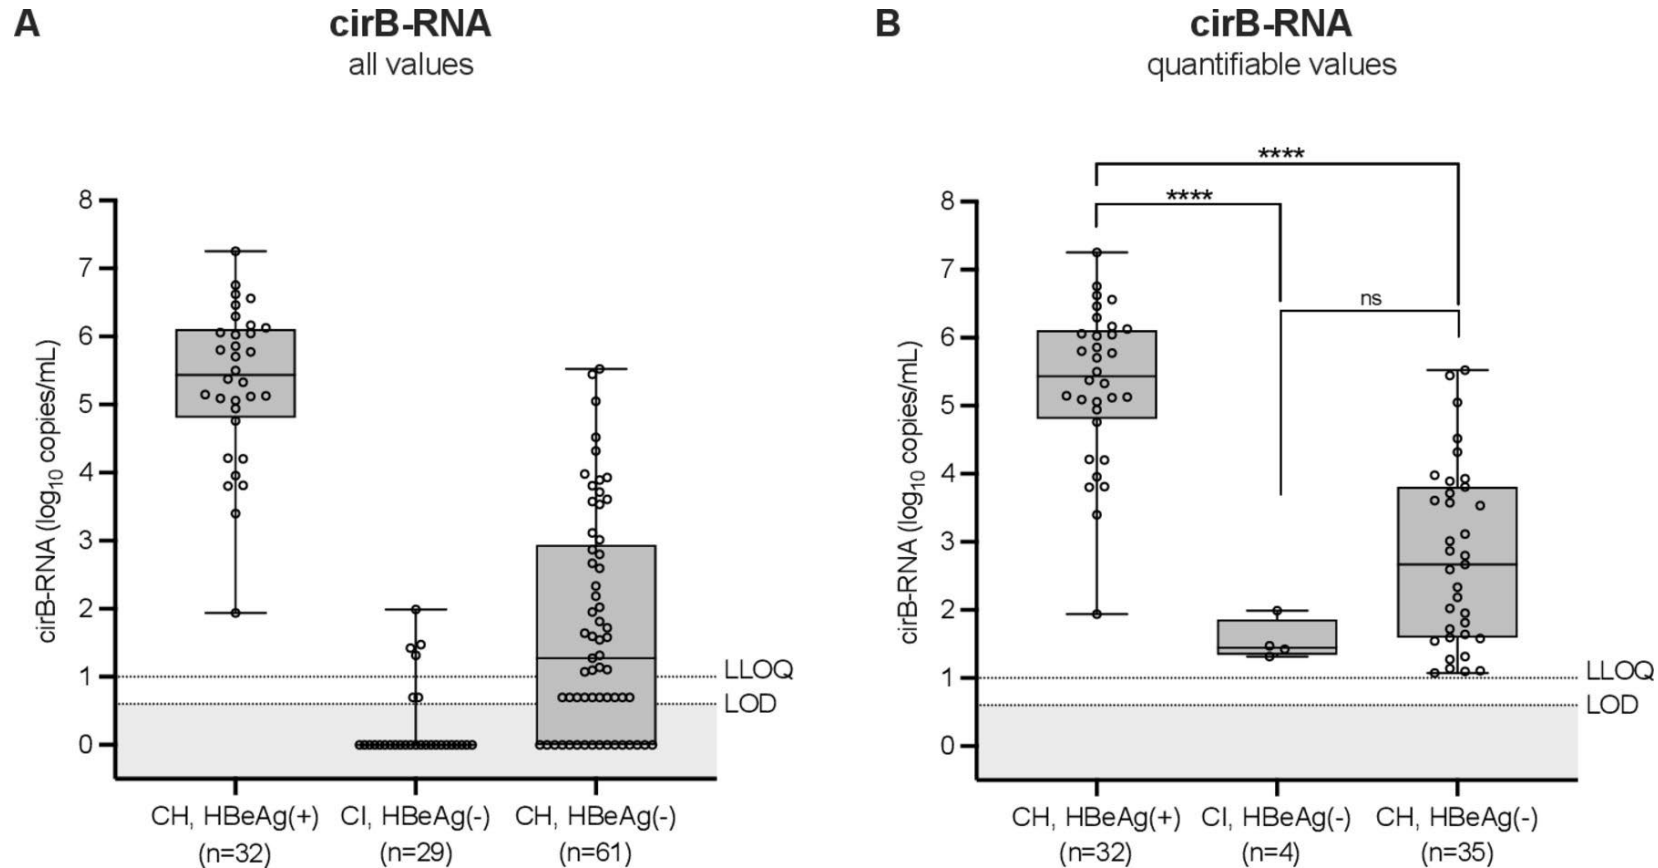 A
cirB-RNA
all values
cirB-RNA (log10 copies/mL)
8
7
6
5
4
3
2
1
0
LLOQ
LOD
CH, HBeAg(+)
(n=32)
CI, HBeAg(-)
(n=29)
CH, HBeAg(-)
(n=61)
B
cirB-RNA
quantifiable values
cirB-RNA (log10 copies/mL)
8
7
6
5
4
3
2
1
0
****
****
ns
LLOQ
LOD
CH, HBeAg(+)
(n=32)
CI, HBeAg(-)
(n=4)
CH, HBeAg(-)
(n=35)